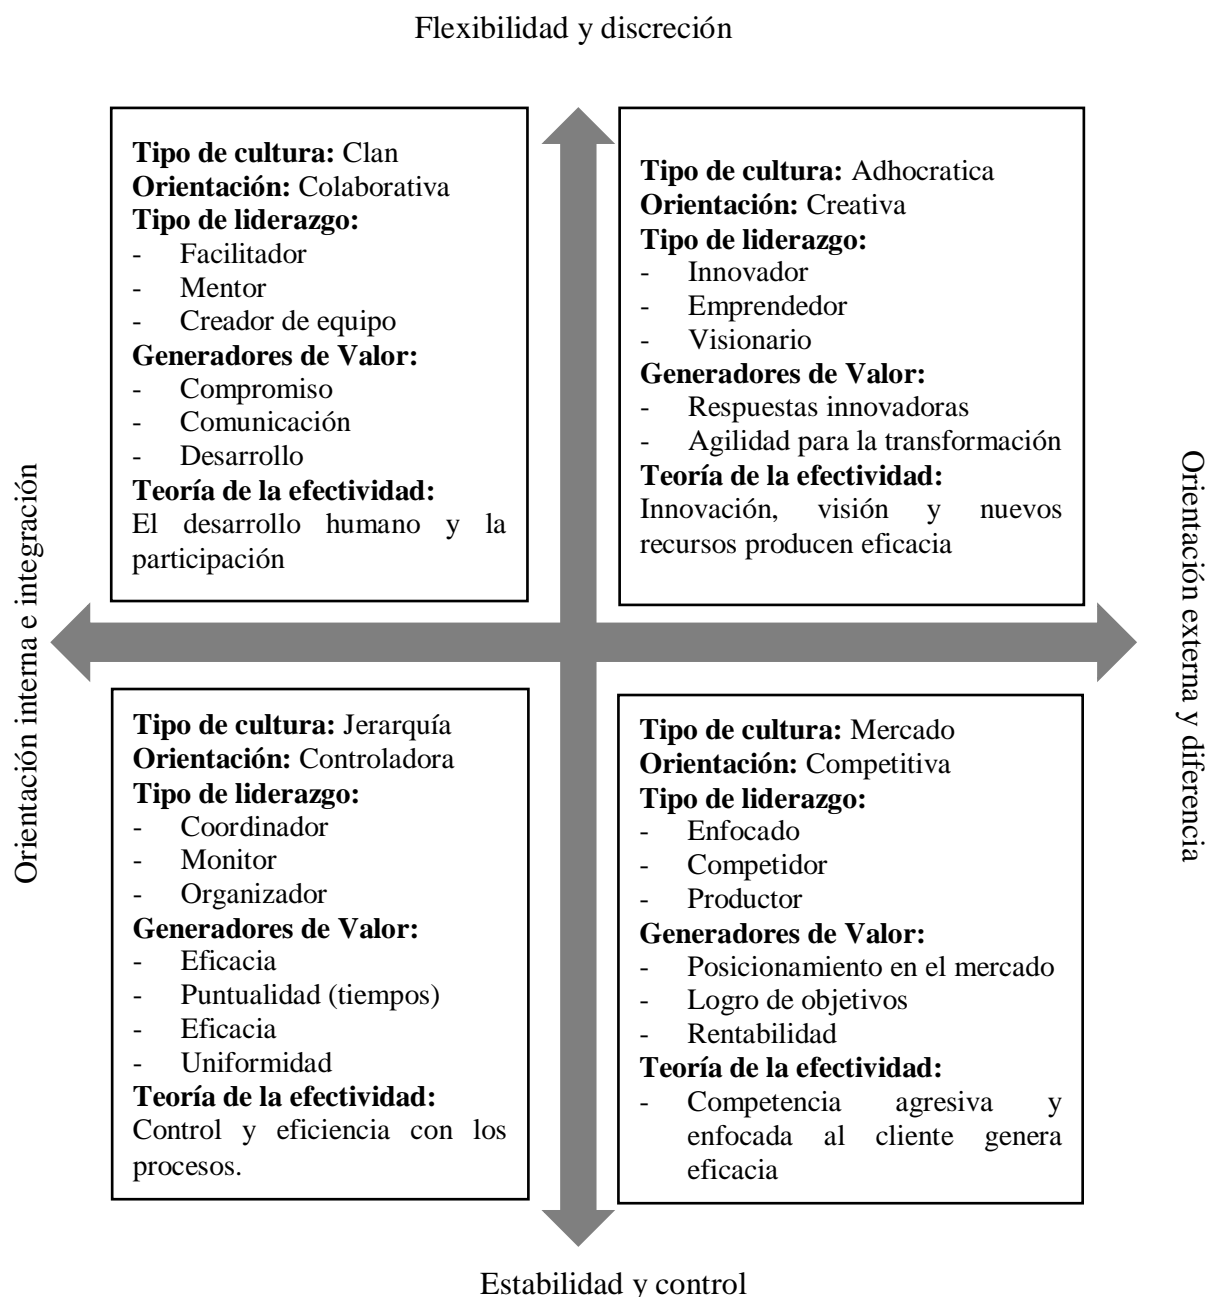 Flexibilidad y discreción
Tipo de cultura: Clan
Orientación: Colaborativa
Tipo de liderazgo:
- Facilitador
- Mentor
- Creador de equipo
Generadores de Valor:
- Compromiso
- Comunicación
- Desarrollo
Teoría de la efectividad:
El desarrollo humano y la
participación
Tipo de cultura: Adhocratica
Orientación: Creativa
Tipo de liderazgo:
- Innovador
- Emprendedor
- Visionario
Generadores de Valor:
- Respuestas innovadoras
- Agilidad para la transformación
Teoría de la efectividad:
Innovación, visión y nuevos
recursos producen eficacia
Orientación interna e integración
Orientación externa y diferencia
Tipo de cultura: Jerarquía
Orientación: Controladora
Tipo de liderazgo:
- Coordinador
- Monitor
- Organizador
Generadores de Valor:
- Eficacia
- Puntualidad (tiempos)
- Eficacia
- Uniformidad
Teoría de la efectividad:
Control y eficiencia con los
procesos.
Tipo de cultura: Mercado
Orientación: Competitiva
Tipo de liderazgo:
- Enfocado
- Competidor
- Productor
Generadores de Valor:
- Posicionamiento en el mercado
- Logro de objetivos
- Rentabilidad
Teoría de la efectividad:
- Competencia agresiva y
enfocada al cliente genera
eficacia
Estabilidad y control